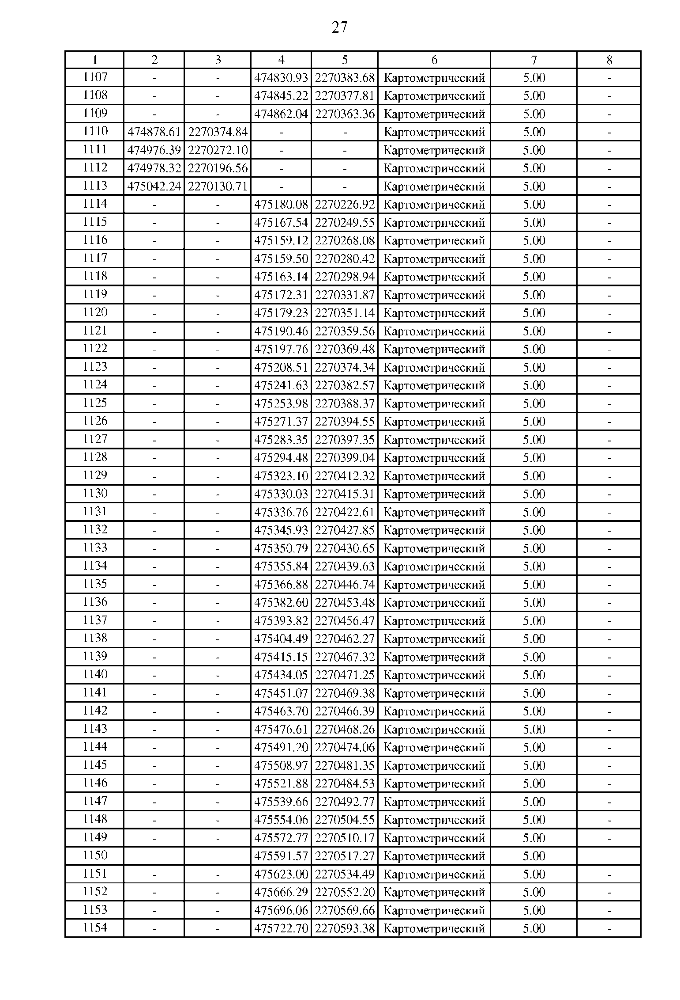 27
1 2 3 4 5 6 7 8
1107 - - 474830.93 2270383.68 Картометрический 5.00 -
1108 - - 474845.22 2270377.81 Картометрический 5.00 -
1109 - - 474862.04 2270363.36 Картометрический 5.00 -
1110 474878.61 2270374.84 - - Картометрический 5.00 -
1111 474976.39 2270272.10 - - Картометрический 5.00 -
1112 474978.32 2270196.56 - - Картометрический 5.00 -
1113 475042.24 2270130.71 - - Картометрический 5.00 -
1114 - - 475180.08 2270226.92 Картометрический 5.00 -
1115 - - 475167.54 2270249.55 Картометрический 5.00 -
1116 - - 475159.12 2270268.08 Картометрический 5.00 -
1117 - - 475159.50 2270280.42 Картометрический 5.00 -
1118 - - 475163.14 2270298.94 Картометрический 5.00 -
1119 - - 475172.31 2270331.87 Картометрический 5.00 -
1120 - - 475179.23 2270351.14 Картометрический 5.00 -
1121 - - 475190.46 2270359.56 Картометрический 5.00 -
1122 - - 475197.76 2270369.48 Картометрический 5.00 -
1123 - - 475208.51 2270374.34 Картометрический 5.00 -
1124 - - 475241.63 2270382.57 Картометрический 5.00 -
1125 - - 475253.98 2270388.37 Картометрический 5.00 -
1126 - - 475271.37 2270394.55 Картометрический 5.00 -
1127 - - 475283.35 2270397.35 Картометрический 5.00 -
1128 - - 475294.48 2270399.04 Картометрический 5.00 -
1129 - - 475323.10 2270412.32 Картометрический 5.00 -
1130 - - 475330.03 2270415.31 Картометрический 5.00 -
1131 - - 475336.76 2270422.61 Картометрический 5.00 -
1132 - - 475345.93 2270427.85 Картометрический 5.00 -
1133 - - 475350.79 2270430.65 Картометрический 5.00 -
1134 - - 475355.84 2270439.63 Картометрический 5.00 -
1135 - - 475366.88 2270446.74 Картометрический 5.00 -
1136 - - 475382.60 2270453.48 Картометрический 5.00 -
1137 - - 475393.82 2270456.47 Картометрический 5.00 -
1138 - - 475404.49 2270462.27 Картометрический 5.00 -
1139 - - 475415.15 2270467.32 Картометрический 5.00 -
1140 - - 475434.05 2270471.25 Картометрический 5.00 -
1141 - - 475451.07 2270469.38 Картометрический 5.00 -
1142 - - 475463.70 2270466.39 Картометрический 5.00 -
1143 - - 475476.61 2270468.26 Картометрический 5.00 -
1144 - - 475491.20 2270474.06 Картометрический 5.00 -
1145 - - 475508.97 2270481.35 Картометрический 5.00 -
1146 - - 475521.88 2270484.53 Картометрический 5.00 -
1147 - - 475539.66 2270492.77 Картометрический 5.00 -
1148 - - 475554.06 2270504.55 Картометрический 5.00 -
1149 - - 475572.77 2270510.17 Картометрический 5.00 -
1150 - - 475591.57 2270517.27 Картометрический 5.00 -
1151 - - 475623.00 2270534.49 Картометрический 5.00 -
1152 - - 475666.29 2270552.20 Картометрический 5.00 -
1153 - - 475696.06 2270569.66 Картометрический 5.00 -
1154 - - 475722.70 2270593.38 Картометрический 5.00 -